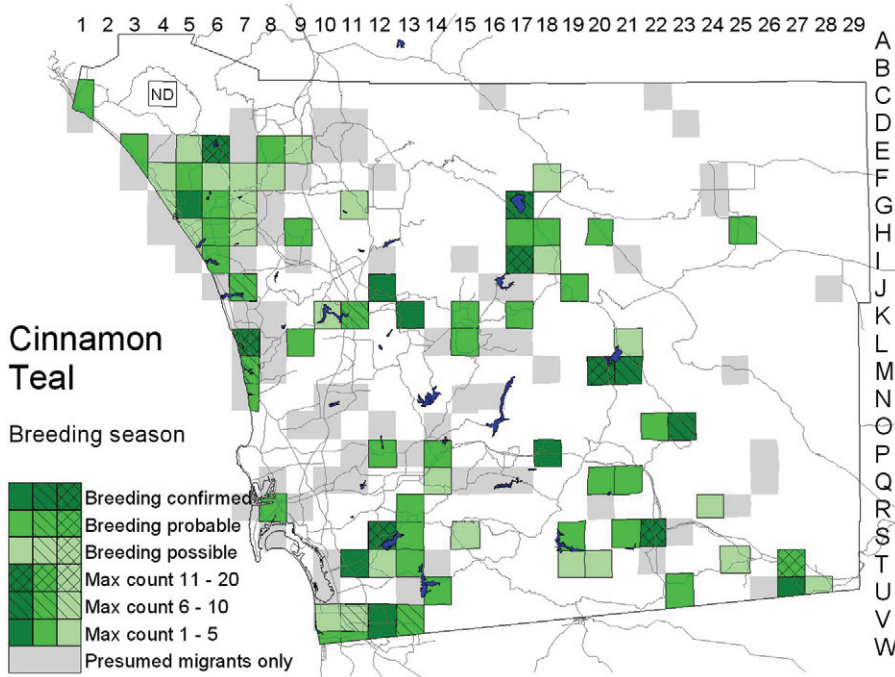 1 2 3 4 5 6 7 8 9 10 11 12 13 14 15 16 17 18 19 20 21 22 23 24 25 26 27 28 29
A
B
C
D
E
F
G
H
I
J
K
L
M
N
O
P
Q
R
S
T
U
V
W
ND
Cinnamon
Teal
Breeding season
Breeding confirmed
Breeding probable
Breeding possible
Max count 11 - 20
Max count 6 - 10
Max count 1 - 5
Presumed migrants only